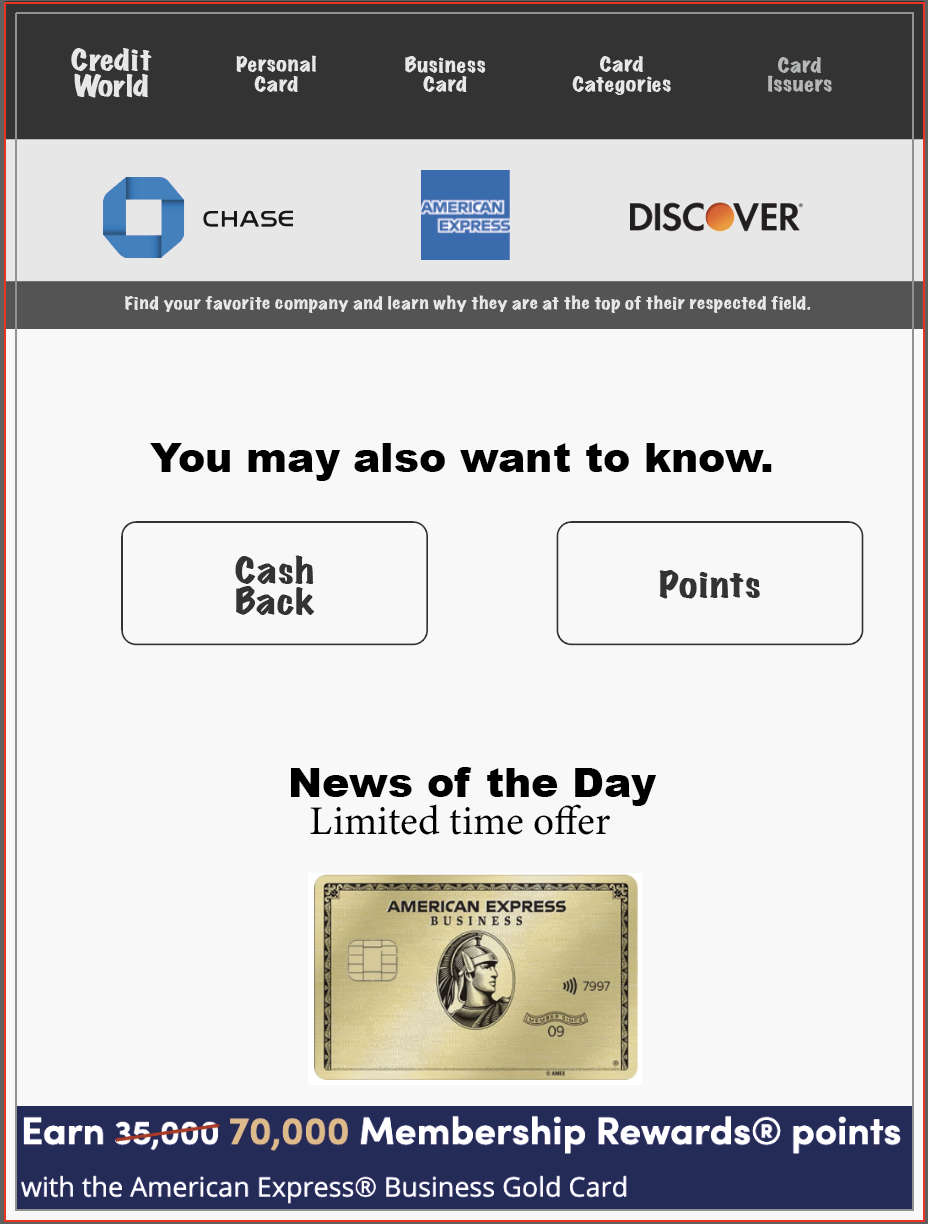 Credit
World
Personal
Card
Business
Card
Card
Categories
Card
Issuers
CHASE
AMERICAN
EXPRESS
DISCOVER®
Find your favorite company and learn why they are at the top of their respected field.
You may also want to know.
Cash
Back
Points
News of the Day
Limited time offer
AMERICAN EXPRESS
BUSINESS
7997
MEMBER SINCE
09
®
© AMEX
Earn 35,000 70,000 Membership Rewards® points
with the American Express® Business Gold Card